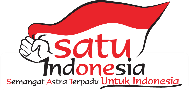 satu
Indonesia
Semangat Astra Terpadu Untuk Indonesia